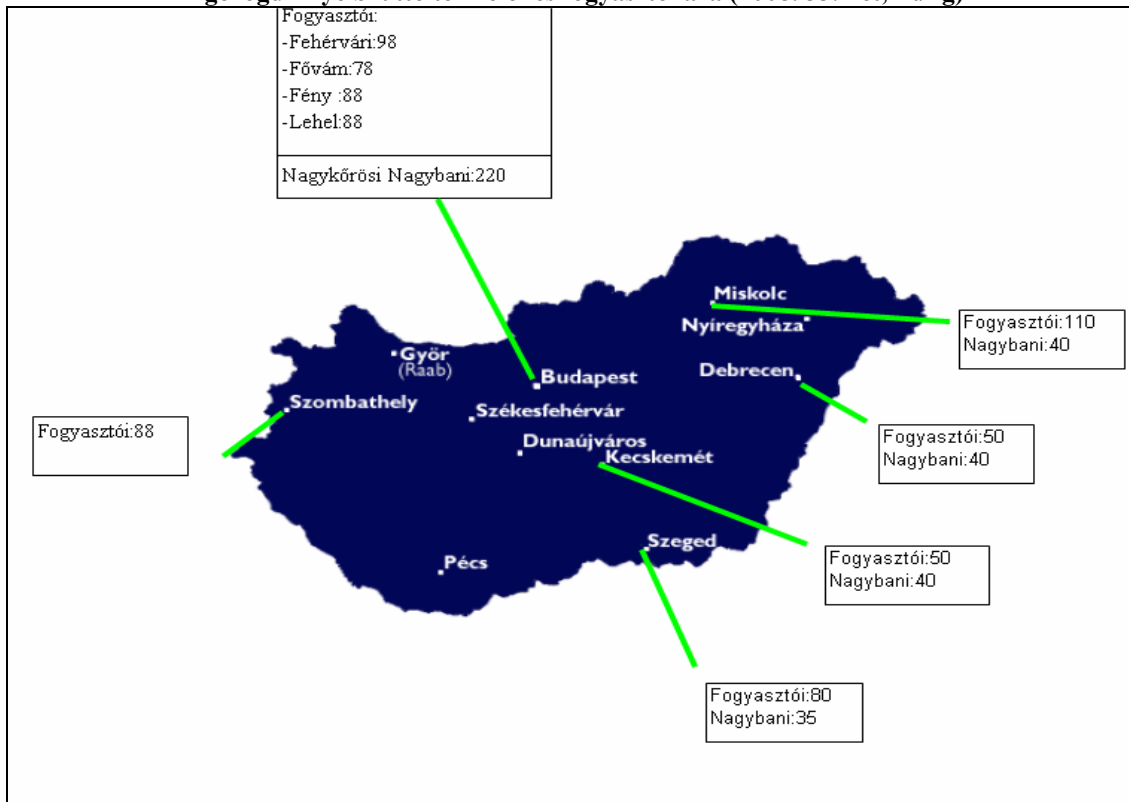 Fogyasztói:
-Fehérvári:98
-Fővám:78
-Fény :88
-Lehel:88
Nagykőrösi Nagybani:220
Miskolc
Nyíregyháza
Fogyasztói:110
Nagybani:40
Győr
(Raab)
Budapest
Debrecen
Szombathely
Székesfehérvár
Fogyasztói:88
Dunaújváros
Kecskemét
Fogyasztói:50
Nagybani:40
Szeged
Pécs
Fogyasztói:50
Nagybani:40
Fogyasztói:80
Nagybani:35